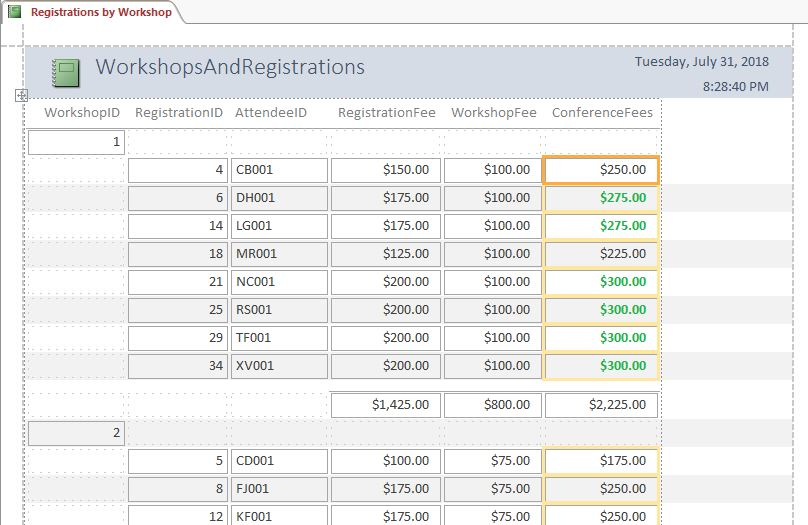 Registrations by Workshop
WorkshopsAndRegistrations
Tuesday, July 31, 2018
8:28:40 PM
WorkshopID RegistrationID AttendeeID RegistrationFee WorkshopFee ConferenceFees
1
4 CB001 $150.00 $100.00 $250.00
6 DH001 $175.00 $100.00 $275.00
14 LG001 $175.00 $100.00 $275.00
18 MR001 $125.00 $100.00 $225.00
21 NC001 $200.00 $100.00 $300.00
25 RS001 $200.00 $100.00 $300.00
29 TF001 $200.00 $100.00 $300.00
34 XV001 $200.00 $100.00 $300.00
$1,425.00 $800.00 $2,225.00
2
5 CD001 $100.00 $75.00 $175.00
8 FJ001 $175.00 $75.00 $250.00
12 KF001 $175.00 $75.00 $250.00